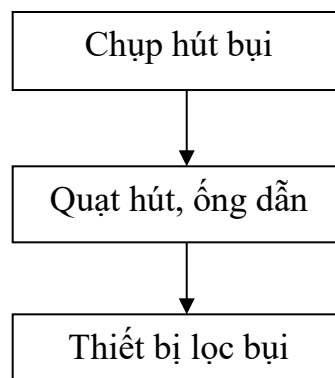 Chụp hút bụi
Quạt hút, ống dẫn
Thiết bị lọc bụi